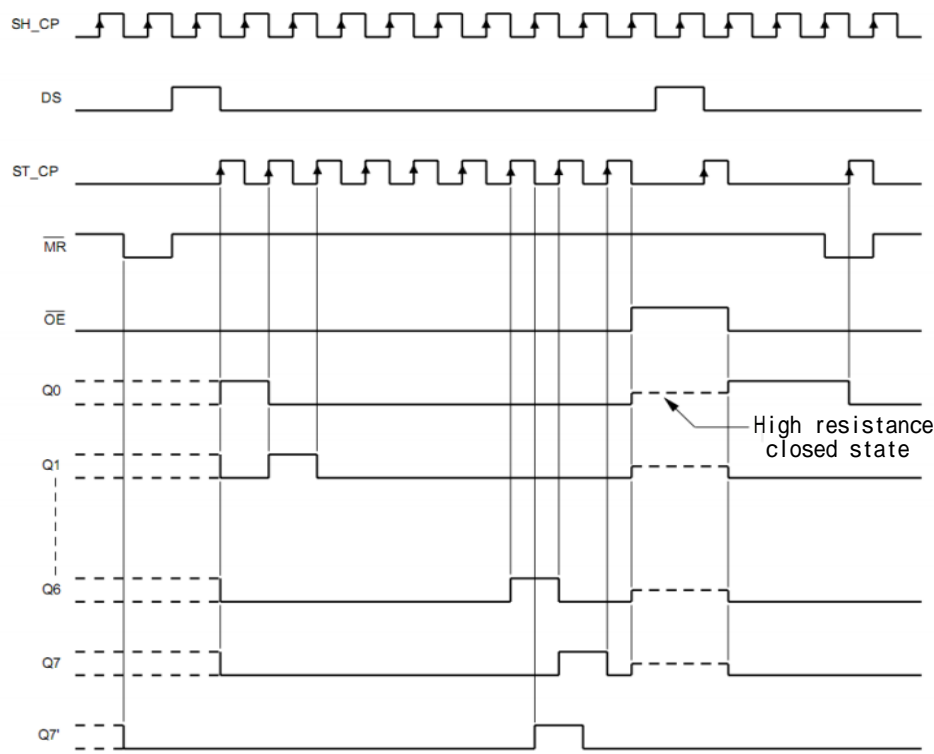 SH_CP
DS
ST_CP
MR
OE
Q0
High resistance
closed state
Q1
Q6
Q7
Q7'